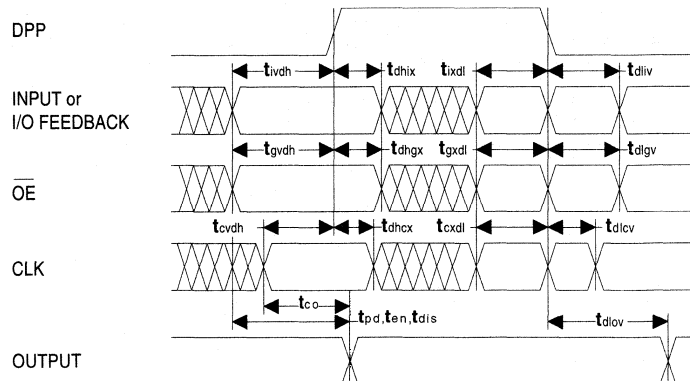 DPP
tivdh tdhix tixdl tdliv
INPUT or
I/O FEEDBACK
tgvdh tdhgx tgxdl tdlgv
OE
tcvdh tdhcx tcxdl tdlcv
CLK
tco
tpd,ten,tdis tdlov
OUTPUT